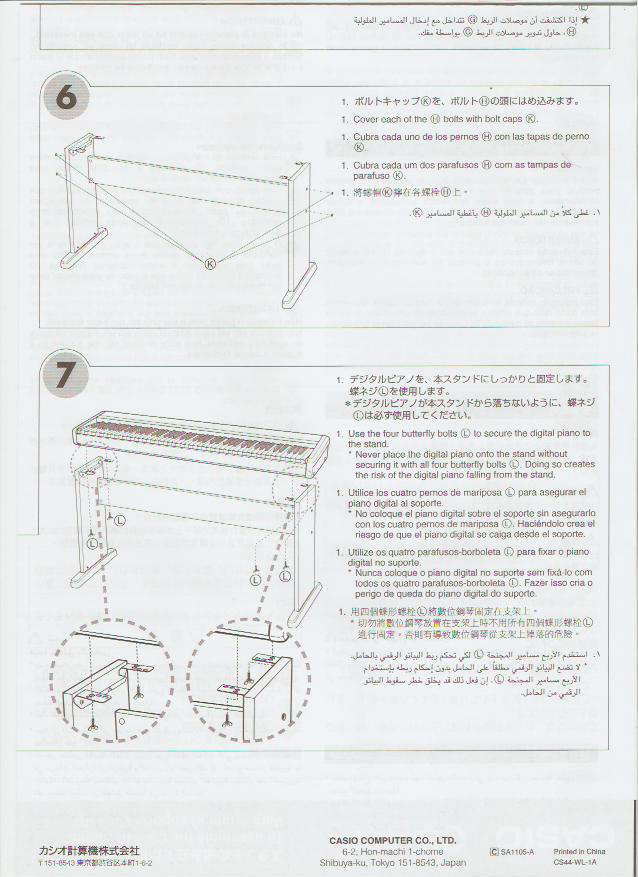 .Ⓔ
★ إذا اكتشفت أن موصلات الربط Ⓖ تتداخل مع إدخال المسامير الملولبة
Ⓗ، حاول تدوير موصلات الربط Ⓖ بواسطة مفك.
6
1. ボルトキャップⓀを、ボルトⒽの頭にはめ込みます。
1. Cover each of the Ⓗ bolts with bolt caps Ⓚ.
1. Cubra cada uno de los pernos Ⓗ con las tapas de perno
Ⓚ.
1. Cubra cada um dos parafusos Ⓗ com as tampas de
parafuso Ⓚ.
1. 將螺帽Ⓚ擰在各螺栓Ⓗ上。
١. غطي كلاً من المسامير الملولبة Ⓗ بأغطية المسامير Ⓚ.
Ⓚ
7
1. デジタルピアノを、本スタンドにしっかりと固定します。
蝶ネジⓁを使用します。
＊デジタルピアノが本スタンドから落ちないように、蝶ネジ
Ⓛは必ず使用してください。
1. Use the four butterfly bolts Ⓛ to secure the digital piano to
the stand.
* Never place the digital piano onto the stand without
securing it with all four butterfly bolts Ⓛ. Doing so creates
the risk of the digital piano falling from the stand.
1. Utilice los cuatro pernos de mariposa Ⓛ para asegurar el
piano digital al soporte.
* No coloque el piano digital sobre el soporte sin asegurarlo
con los cuatro pernos de mariposa Ⓛ. Haciéndolo crea el
riesgo de que el piano digital se caiga desde el soporte.
1. Utilize os quatro parafusos-borboleta Ⓛ para fixar o piano
digital no suporte.
* Nunca coloque o piano digital no suporte sem fixá-lo com
todos os quatro parafusos-borboleta Ⓛ. Fazer isso cria o
perigo de queda do piano digital do suporte.
1. 用四個蝶形螺栓Ⓛ將數位鋼琴固定在支架上。
* 切勿將數位鋼琴放置在支架上時不用所有四個蝶形螺栓Ⓛ
進行固定。否則有導致數位鋼琴從支架上掉落的危險。
١. استخدم الأربع مسامير المجنحة Ⓛ لكي تحكم ربط البيانو الرقمي بالحامل.
* لا تضع البيانو الرقمي مطلقاً على الحامل بدون إحكام ربطه باستخدام
الأربع مسامير المجنحة Ⓛ. إن فعل ذلك قد يخلق خطر سقوط البيانو
الرقمي من الحامل.
Ⓛ
Ⓛ
Ⓛ
Ⓛ
カシオ計算機株式会社
〒151-8543 東京都渋谷区本町1-6-2
CASIO COMPUTER CO., LTD.
6-2, Hon-machi 1-chome
Shibuya-ku, Tokyo 151-8543, Japan
C SA1105-A
Printed in China
CS44-WL-1A